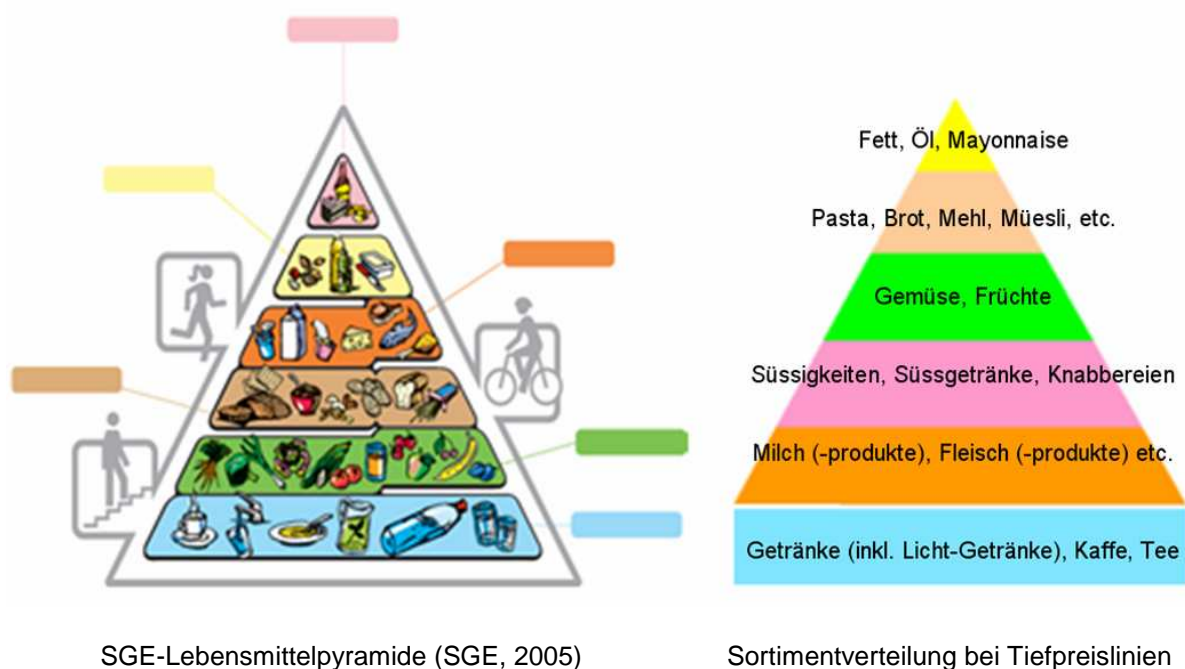 Fett, Öl, Mayonnaise
Pasta, Brot, Mehl, Müesli, etc.
Gemüse, Früchte
Süssigkeiten, Süssgetränke, Knabbereien
Milch (-produkte), Fleisch (-produkte) etc.
Getränke (inkl. Licht-Getränke), Kaffe, Tee
SGE-Lebensmittelpyramide (SGE, 2005)
Sortimentverteilung bei Tiefpreislinien